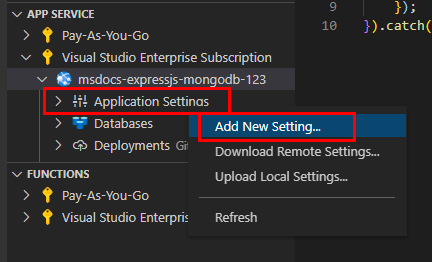 APP SERVICE
Pay-As-You-Go
Visual Studio Enterprise Subscription
msdocs-expressjs-mongodb-123
Application Settings
Databases
Deployments Git
FUNCTIONS
Pay-As-You-Go
Visual Studio Enterpris
Add New Setting...
Download Remote Settings...
Upload Local Settings...
Refresh
9 });
10 }).catch(